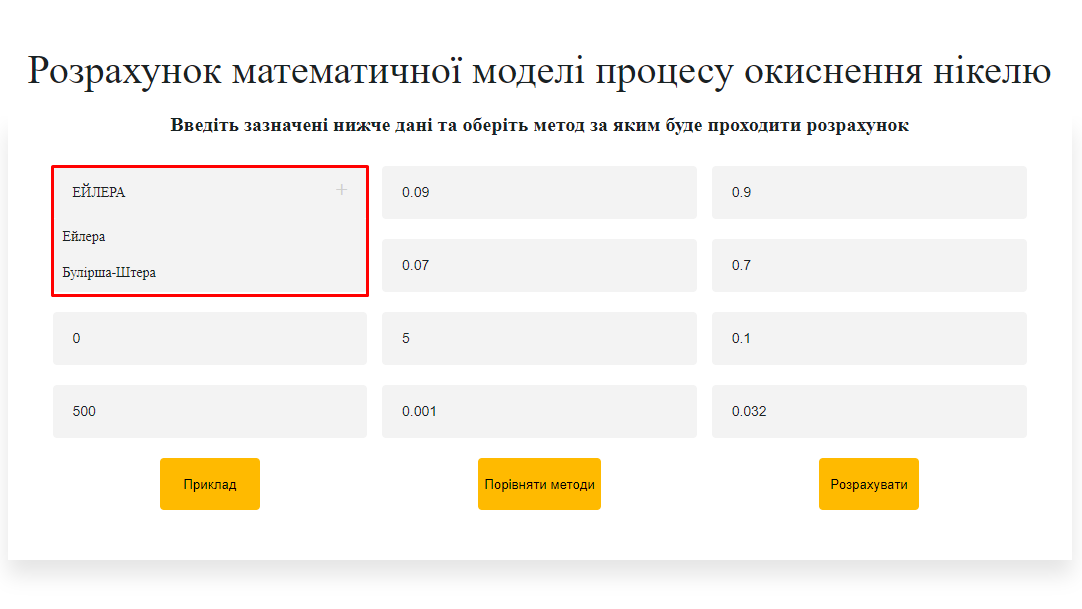 Розрахунок математичної моделі процесу окиснення нікелю
Введіть зазначені нижче дані та оберіть метод за яким буде проходити розрахунок
ЕЙЛЕРА +
0.09
0.9
Ейлера
Булірша-Штера
0.07
0.7
0
5
0.1
500
0.001
0.032
Приклад
Порівняти методи
Розрахувати